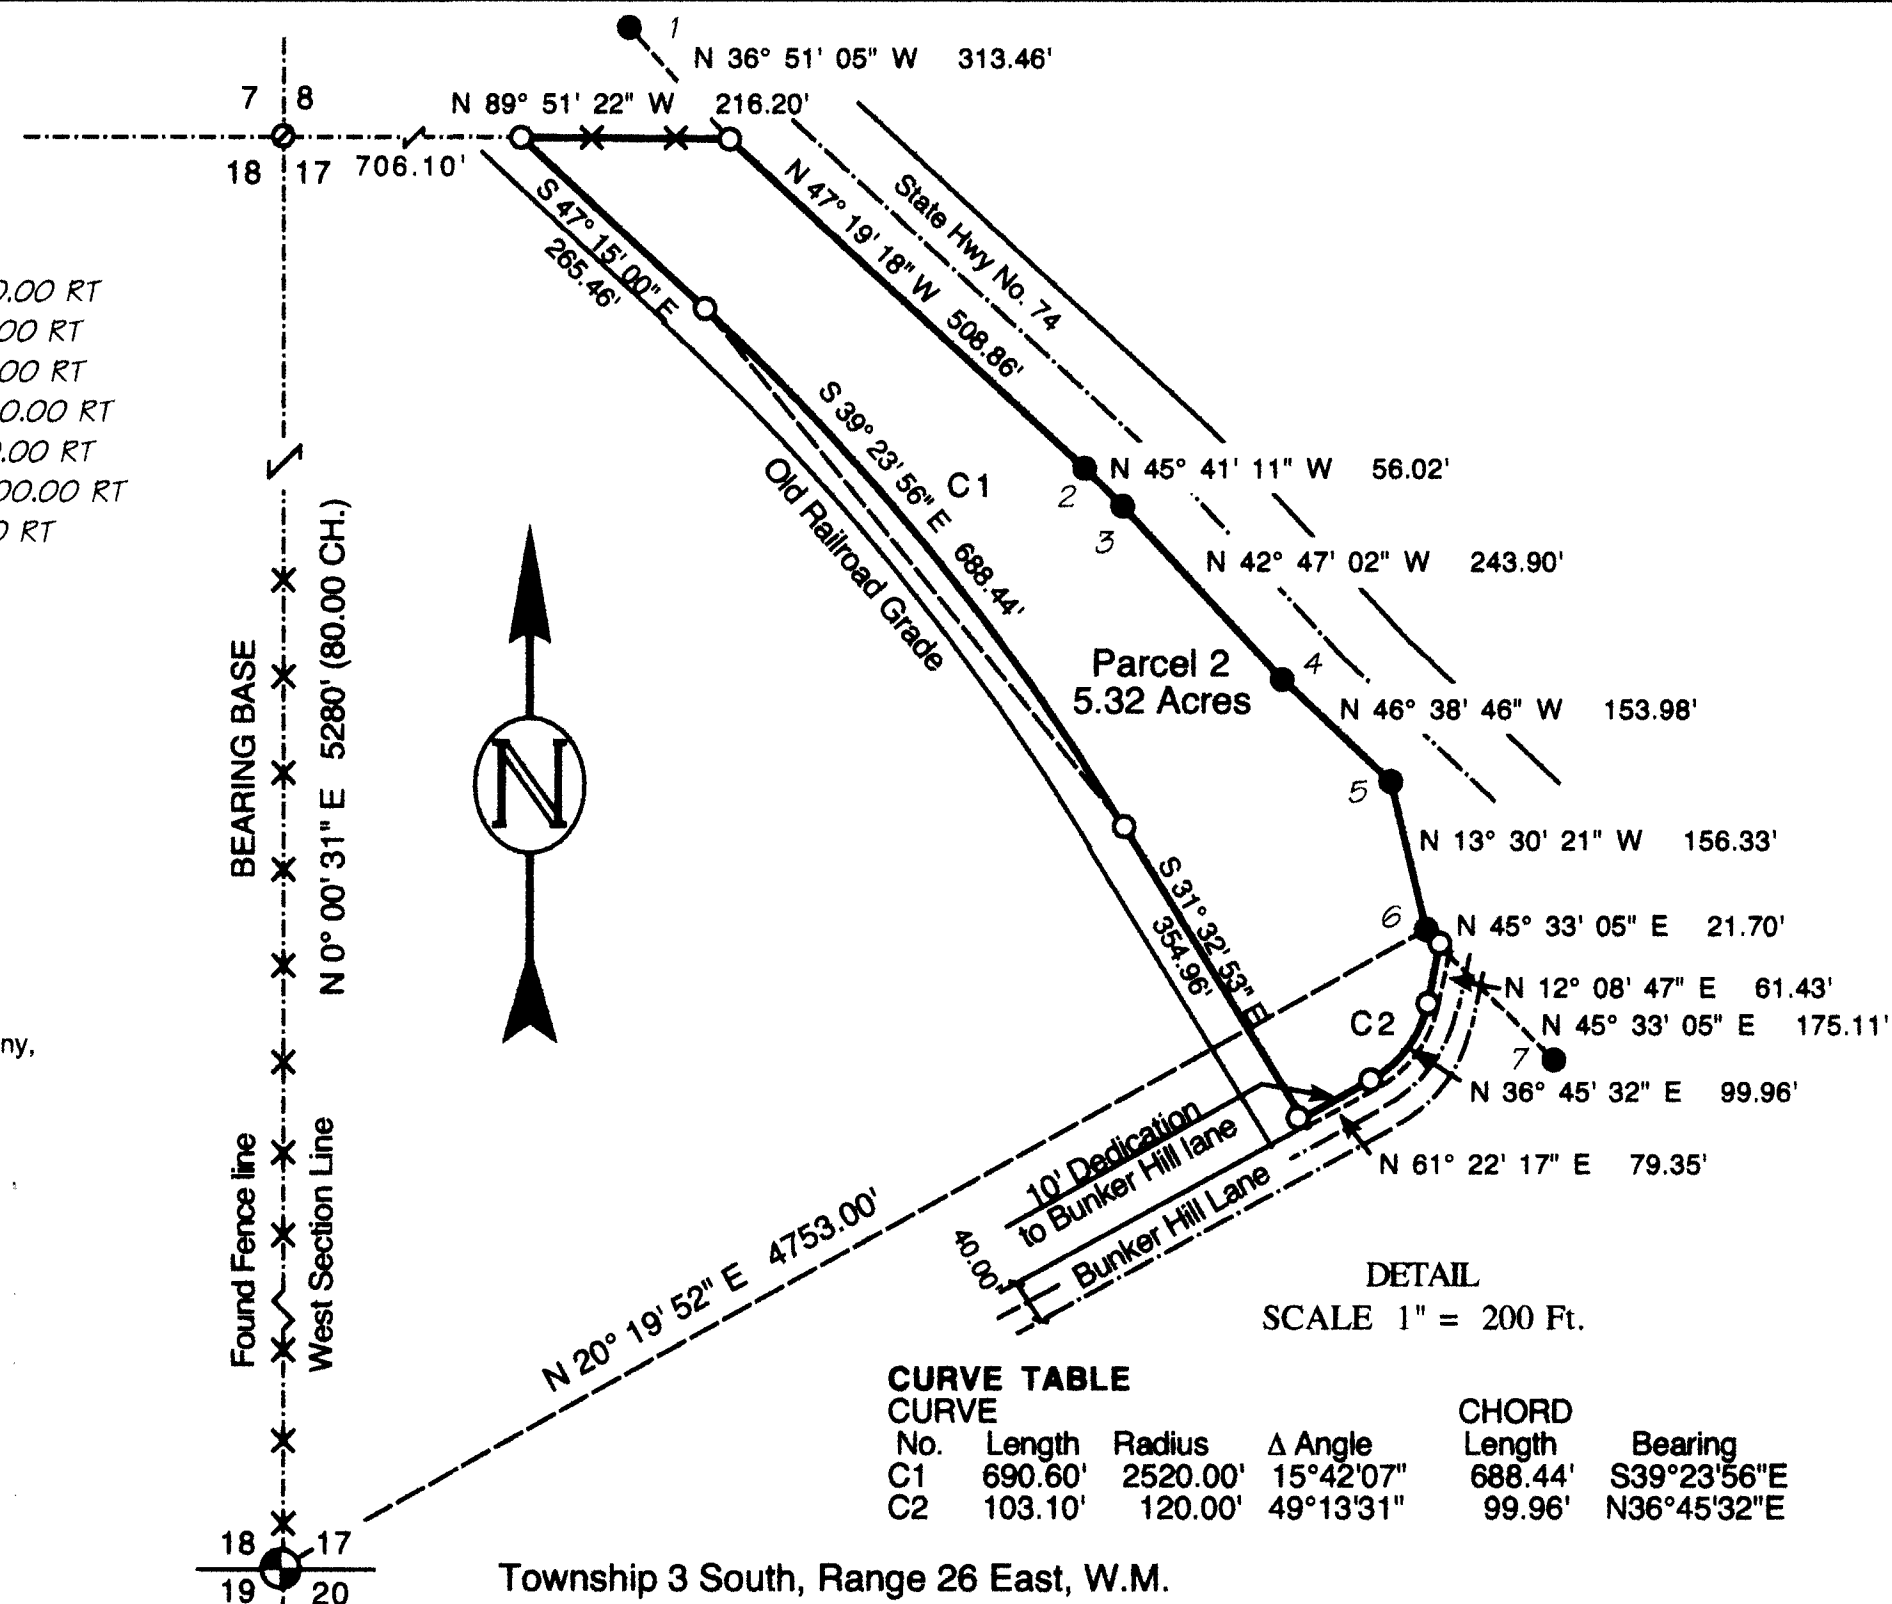 1
N 36° 51' 05" W 313.46'
7 8
N 89° 51' 22" W 216.20'
18 17 706.10'
S 47° 15' 00" E
265.46'
N 47° 19' 18" W 508.86'
State Hwy No. 74
0.00 RT
.00 RT
.00 RT
0.00 RT
0.00 RT
00.00 RT
0 RT
S 39° 23' 56" E 688.44'
C1
Old Railroad Grade
2
N 45° 41' 11" W 56.02'
3
N 42° 47' 02" W 243.90'
BEARING BASE
N 0° 00' 31" E 5280' (80.00 CH.)
N
Parcel 2
5.32 Acres
4
N 46° 38' 46" W 153.98'
5
N 13° 30' 21" W 156.33'
S 31° 32' 53" E
354.96'
6
N 45° 33' 05" E 21.70'
N 12° 08' 47" E 61.43'
C2
N 45° 33' 05" E 175.11'
7
ny,
N 36° 45' 32" E 99.96'
N 61° 22' 17" E 79.35'
10' Dedication
to Bunker Hill lane
Bunker Hill Lane
40.00'
N 20° 19' 52" E 4753.00'
Found Fence line
West Section Line
DETAIL
SCALE 1" = 200 Ft.
CURVE TABLE
CURVE CHORD
No. Length Radius Δ Angle Length Bearing
C1 690.60' 2520.00' 15°42'07" 688.44' S39°23'56"E
C2 103.10' 120.00' 49°13'31" 99.96' N36°45'32"E
18 17
19 20
Township 3 South, Range 26 East, W.M.